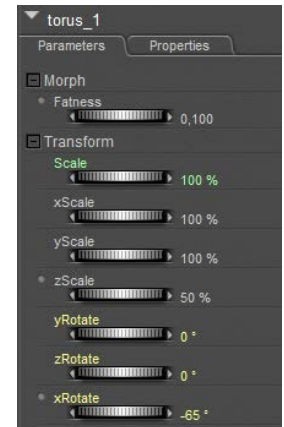 torus_1
Parameters Properties
Morph
Fatness
0,100
Transform
Scale
100 %
xScale
100 %
yScale
100 %
zScale
50 %
yRotate
0 °
zRotate
0 °
xRotate
-65 °